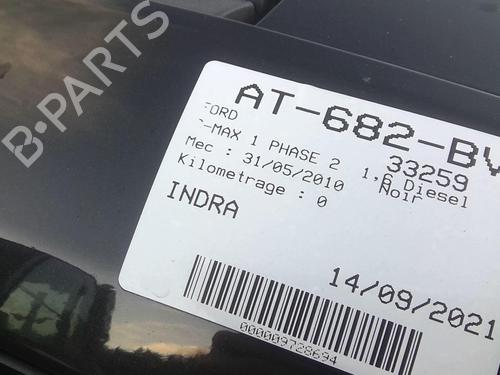 B-PARTS
AT-682-BV
FORD
C-MAX 1 PHASE 2 1,6 Diesel
33259
Noir
Mec : 31/05/2010
Kilometrage : 0
INDRA
14/09/2021
000009728694